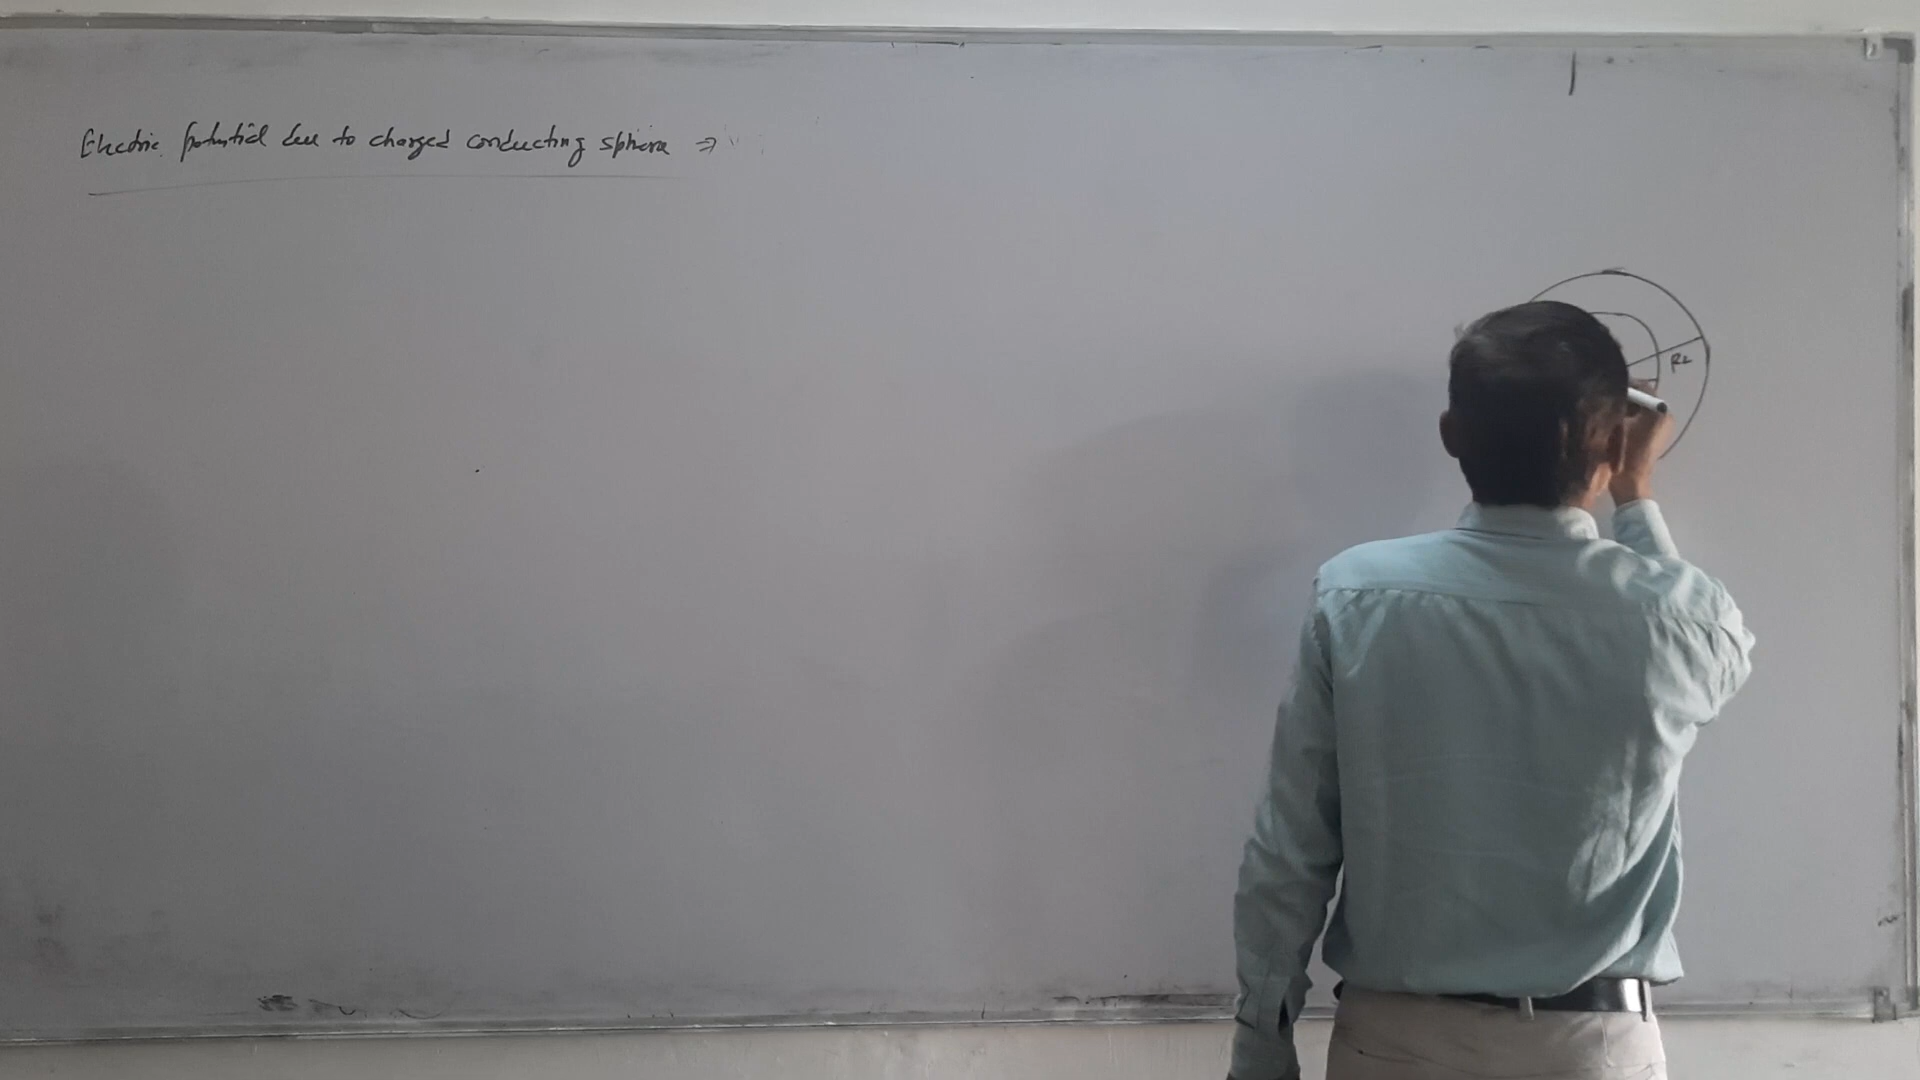 Electric potential due to charged conducting sphere ⇒
R2